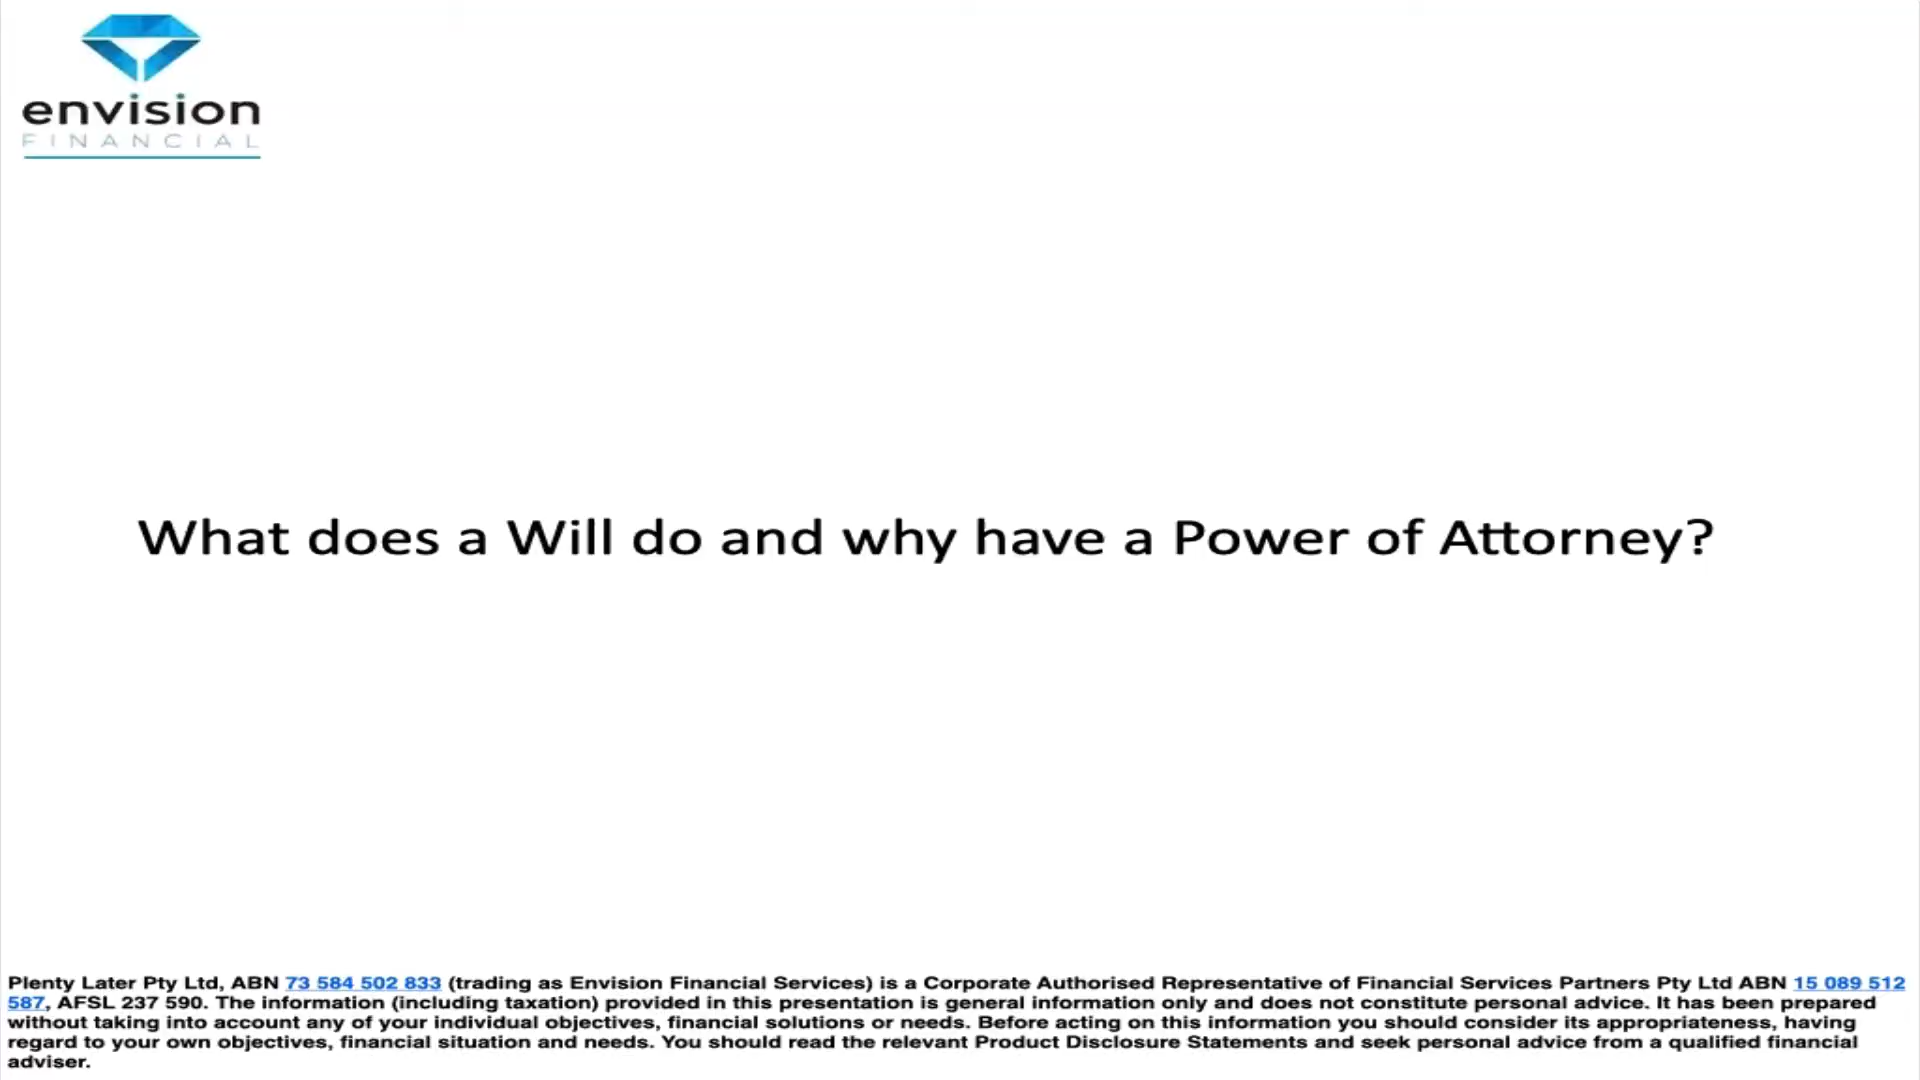 envision
FINANCIAL
What does a Will do and why have a Power of Attorney?
Plenty Later Pty Ltd, ABN 73 584 502 833 (trading as Envision Financial Services) is a Corporate Authorised Representative of Financial Services Partners Pty Ltd ABN 15 089 512
587, AFSL 237 590. The information (including taxation) provided in this presentation is general information only and does not constitute personal advice. It has been prepared
without taking into account any of your individual objectives, financial solutions or needs. Before acting on this information you should consider its appropriateness, having
regard to your own objectives, financial situation and needs. You should read the relevant Product Disclosure Statements and seek personal advice from a qualified financial
adviser.